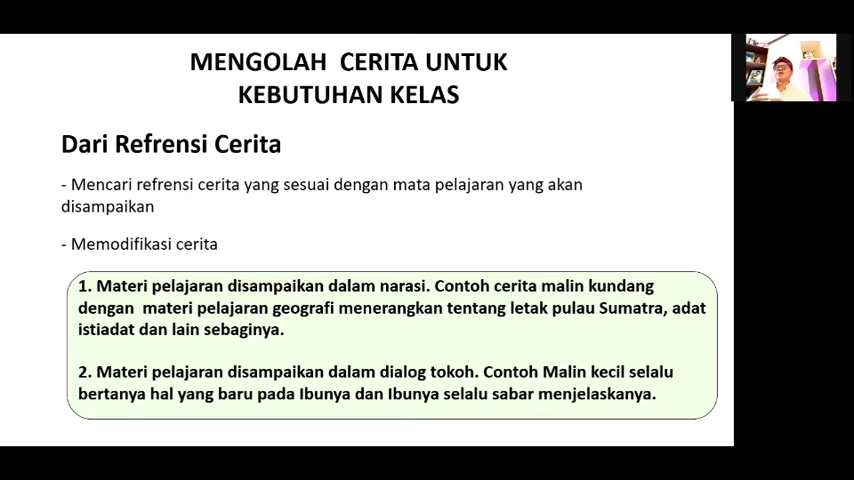 MENGOLAH CERITA UNTUK
KEBUTUHAN KELAS
Dari Refrensi Cerita
- Mencari refrensi cerita yang sesuai dengan mata pelajaran yang akan
disampaikan
- Memodifikasi cerita
1. Materi pelajaran disampaikan dalam narasi. Contoh cerita malin kundang
dengan materi pelajaran geografi menerangkan tentang letak pulau Sumatra, adat
istiadat dan lain sebaginya.
2. Materi pelajaran disampaikan dalam dialog tokoh. Contoh Malin kecil selalu
bertanya hal yang baru pada Ibunya dan Ibunya selalu sabar menjelaskanya.